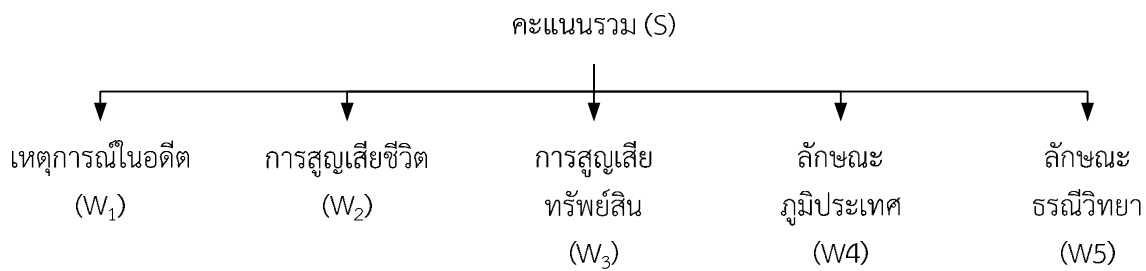 คะแนนรวม (S)
เหตุการณ์ในอดีต
(W₁)
การสูญเสียชีวิต
(W₂)
การสูญเสีย
ทรัพย์สิน
(W₃)
ลักษณะ
ภูมิประเทศ
(W4)
ลักษณะ
ธรณีวิทยา
(W5)